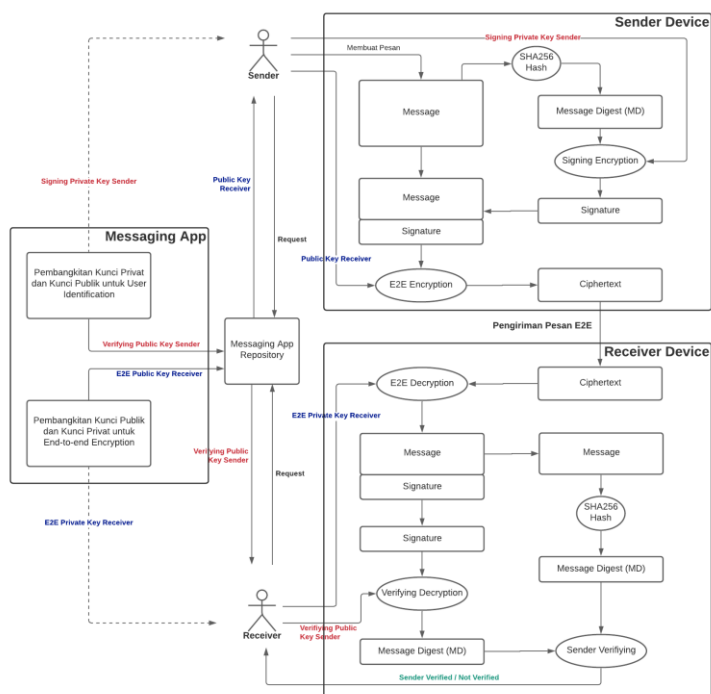 Sender Device
Sender
Membuat Pesan
Signing Private Key Sender
SHA256
Hash
Message
Message Digest (MD)
Signing Encryption
Signing Private Key Sender
Public Key
Receiver
Message
Signature
Signature
Request
Public Key Receiver
E2E Encryption
Ciphertext
Messaging App
Pembangkitan Kunci Privat
dan Kunci Publik untuk User
Identification
Verifying Public Key Sender
E2E Public Key Receiver
Messaging App
Repository
Pengiriman Pesan E2E
Receiver Device
E2E Decryption
Ciphertext
E2E Private Key Receiver
Pembangkitan Kunci Publik
dan Kunci Privat untuk
End-to-end Encryption
Verifying Public
Key Sender
Request
Message
Signature
Message
SHA256
Hash
Signature
E2E Private Key Receiver
Message Digest (MD)
Verifying Decryption
Receiver
Verifying Public
Key Sender
Message Digest (MD)
Sender Verifiying
Sender Verified / Not Verified